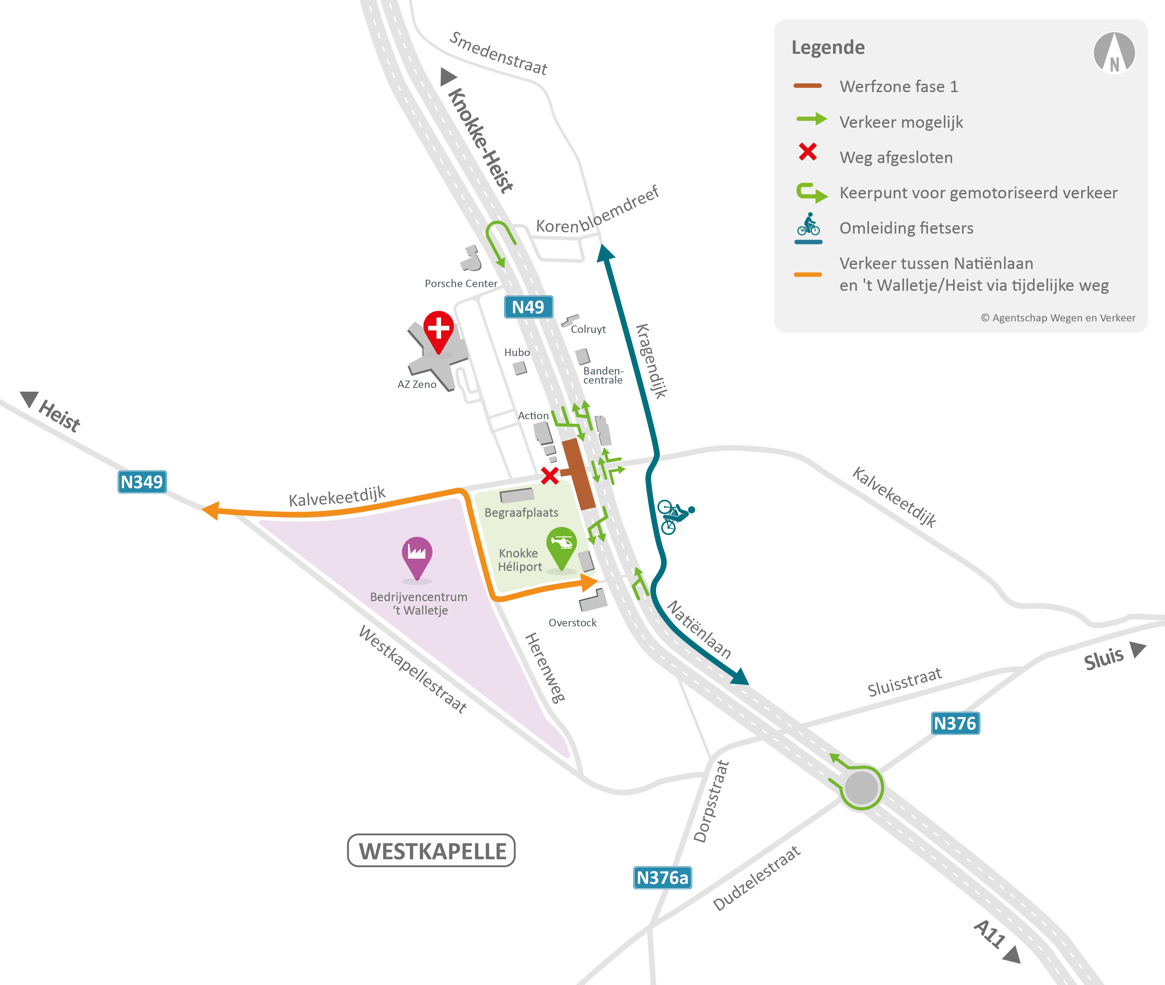 Smedenstraat
Knokke-Heist
Korenbloemdreef
Porsche Center
N49
Colruyt
Kragendijk
Hubo
Banden-
centrale
AZ Zeno
Action
Heist
N349
Kalvekeetdijk
Begraafplaats
Kalvekeetdijk
Knokke
Héliport
Bedrijvencentrum
‘t Walletje
Overstock
Natiënlaan
Herenweg
Westkapellestraat
Sluis
Sluisstraat
N376
Dorpsstraat
WESTKAPELLE
N376a
Dudzelestraat
A11
Legende
N
Werfzone fase 1
Verkeer mogelijk
Weg afgesloten
Keerpunt voor gemotoriseerd verkeer
Omleiding fietsers
Verkeer tussen Natiënlaan
en 't Walletje/Heist via tijdelijke weg
© Agentschap Wegen en Verkeer